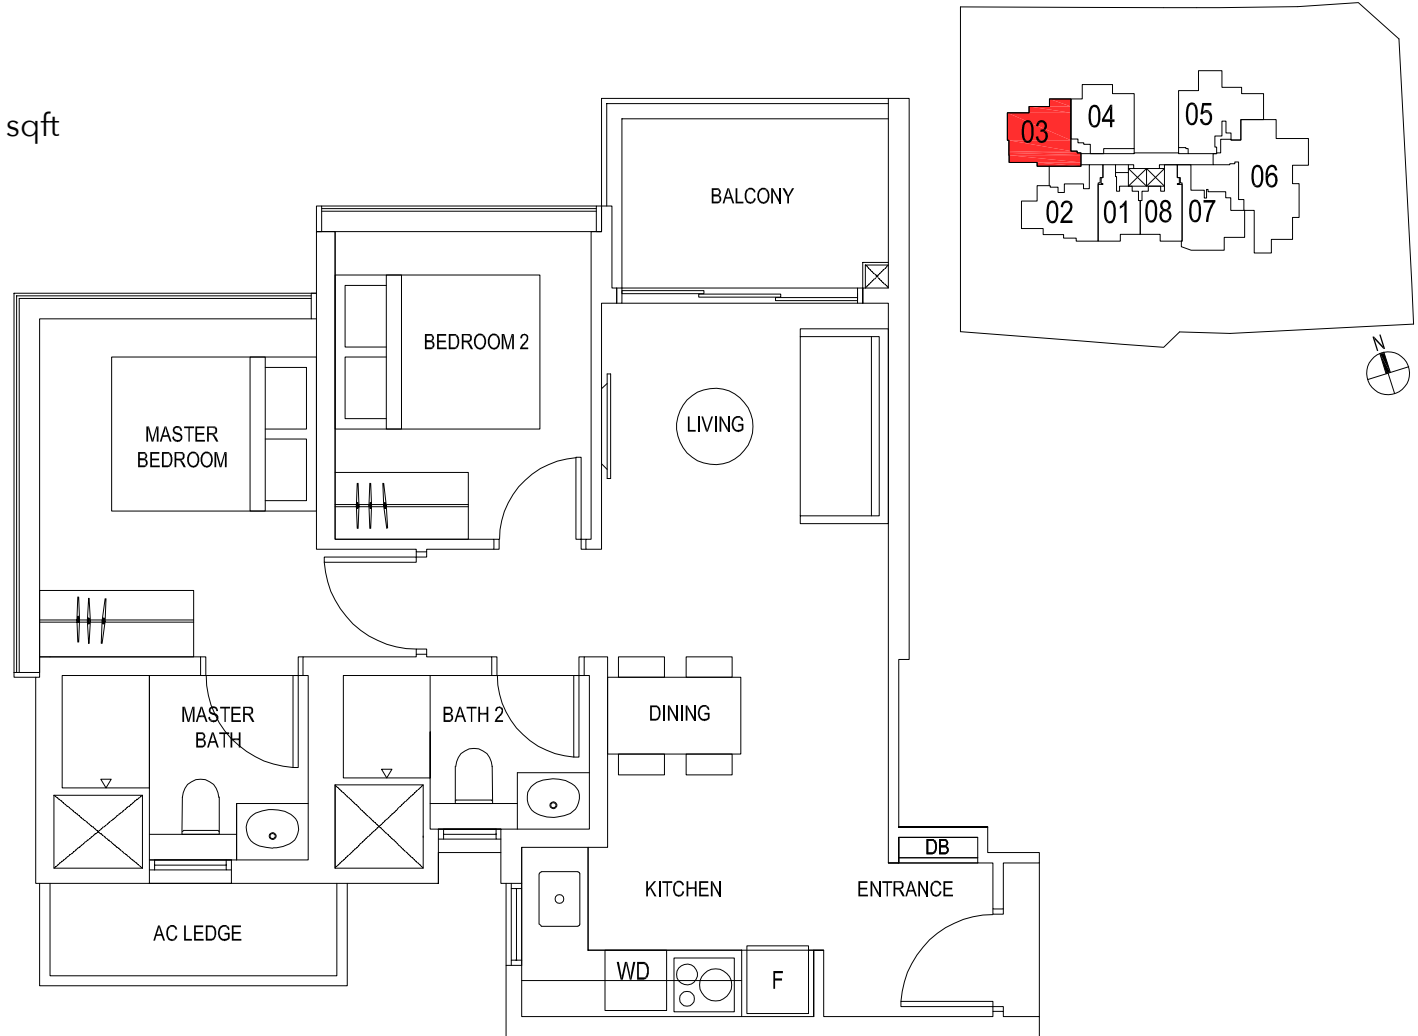 sqft
04
05
03
06
02
01
08
07
N
BALCONY
BEDROOM 2
MASTER
BEDROOM
LIVING
MASTER
BATH
BATH 2
DINING
DB
KITCHEN
ENTRANCE
AC LEDGE
WD
F